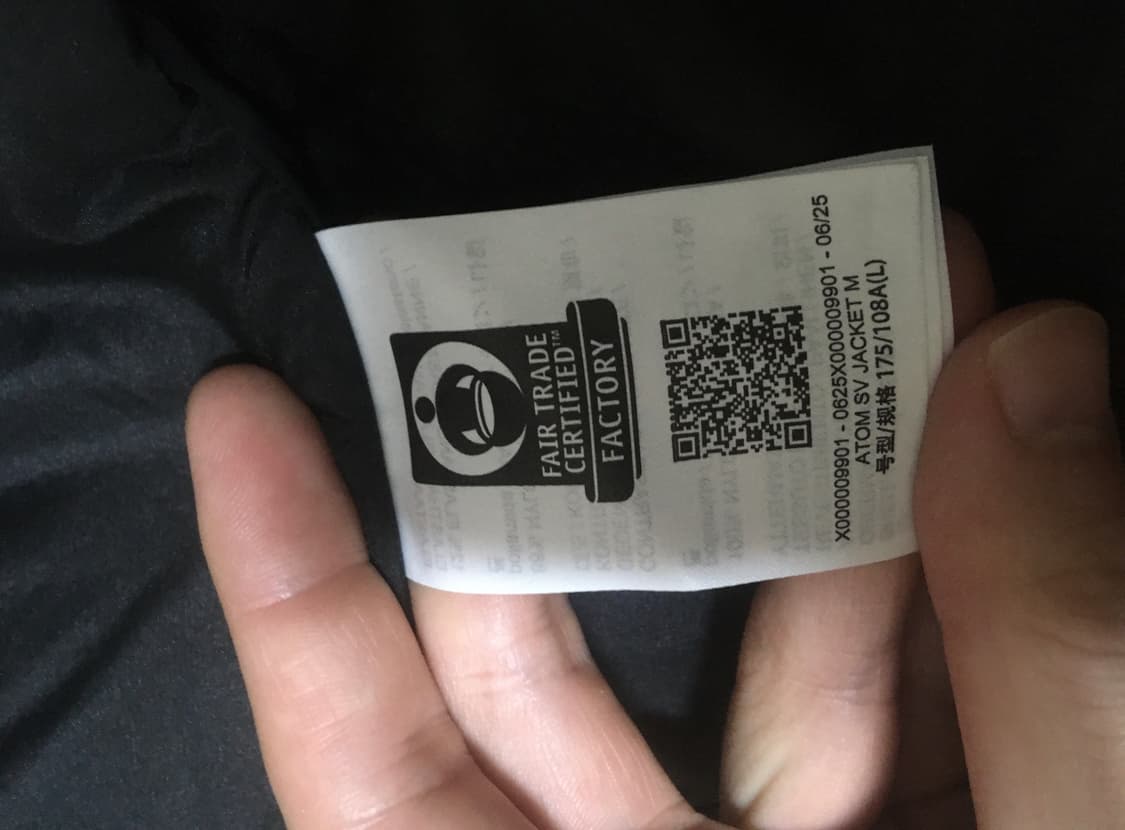 FAIR TRADE
CERTIFIED™
FACTORY
X000009901 - 0625X000009901 - 06/25
ATOM SV JACKET M
号型/规格 175/108A(L)